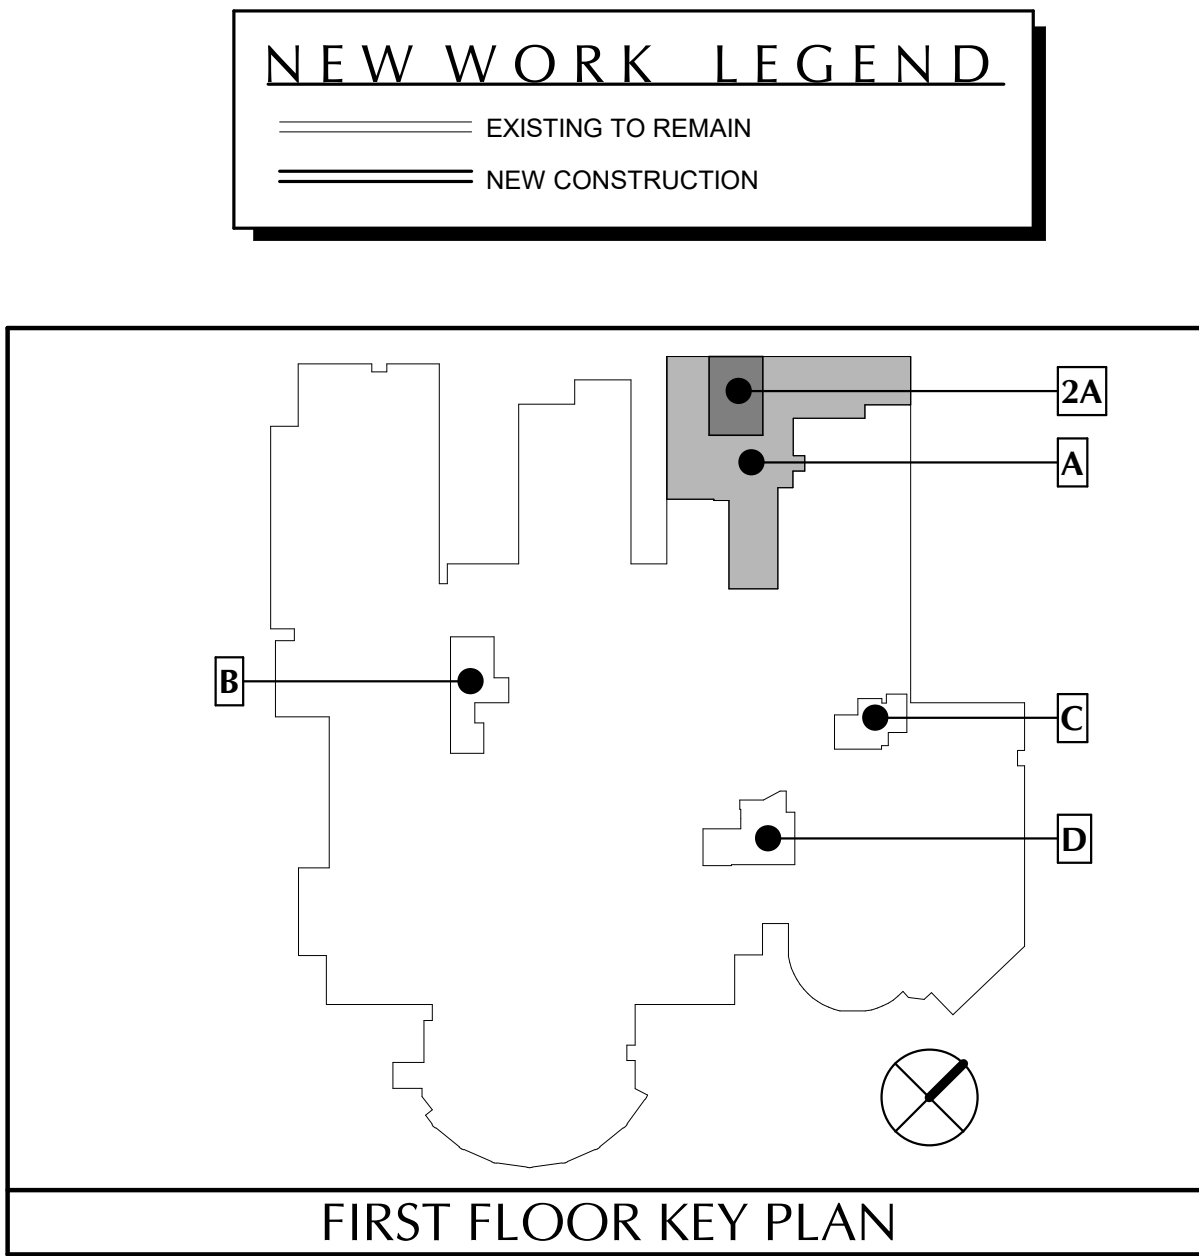 NEW WORK LEGEND
EXISTING TO REMAIN
NEW CONSTRUCTION
2A
A
B
C
D
FIRST FLOOR KEY PLAN